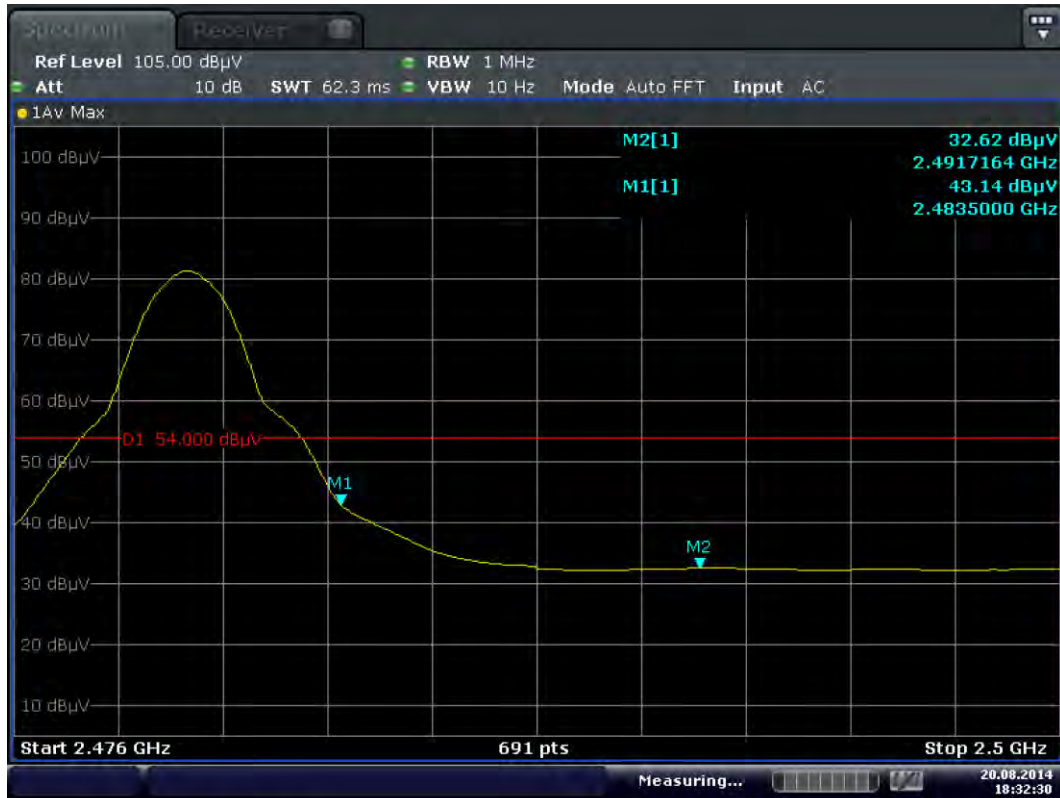 Spectrum Receiver
Ref Level 105.00 dBµV RBW 1 MHz
Att 10 dB SWT 62.3 ms VBW 10 Hz Mode Auto FFT Input AC
1Av Max
M2[1] 32.62 dBµV
2.4917164 GHz
M1[1] 43.14 dBµV
2.4835000 GHz
100 dBµV
90 dBµV
80 dBµV
70 dBµV
60 dBµV
D1 54.000 dBµV
50 dBµV
M1
40 dBµV
M2
30 dBµV
20 dBµV
10 dBµV
Start 2.476 GHz 691 pts Stop 2.5 GHz
Measuring... 20.08.2014
18:32:30